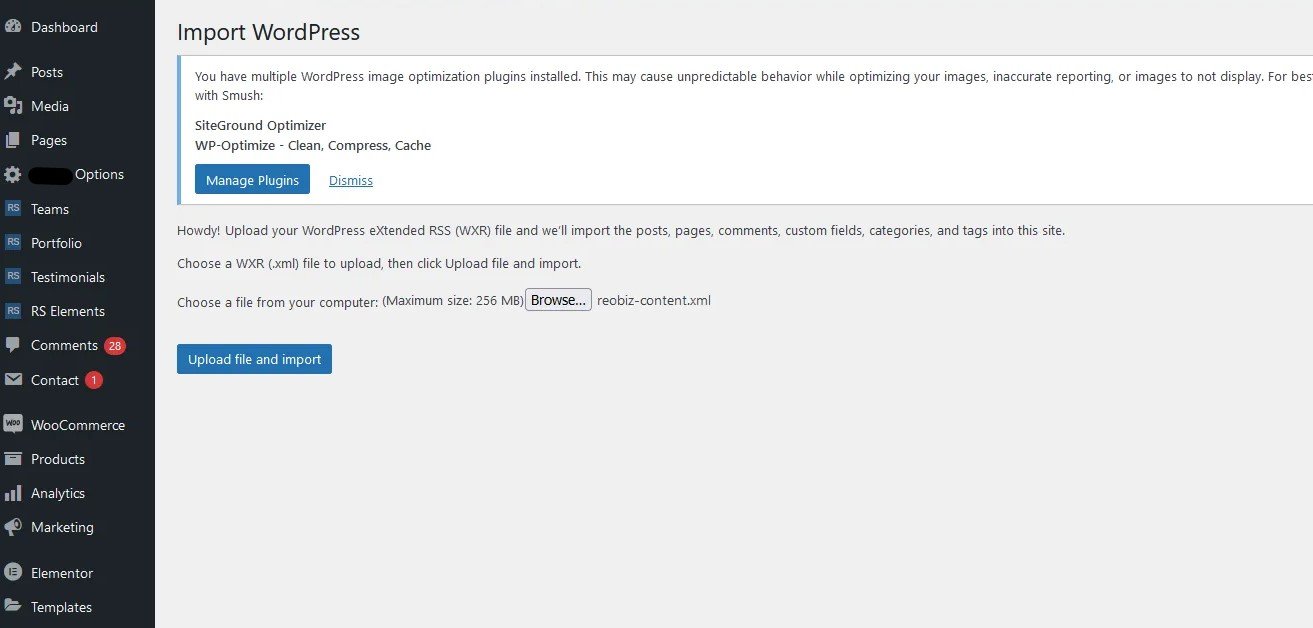 Dashboard
Posts
Media
Pages
Options
RS Teams
RS Portfolio
RS Testimonials
RS RS Elements
Comments 28
Contact 1
Woo WooCommerce
Products
Analytics
Marketing
Elementor
Templates
Import WordPress
You have multiple WordPress image optimization plugins installed. This may cause unpredictable behavior while optimizing your images, inaccurate reporting, or images to not display. For bes
with Smush:
SiteGround Optimizer
WP-Optimize - Clean, Compress, Cache
Manage Plugins Dismiss
Howdy! Upload your WordPress eXtended RSS (WXR) file and we’ll import the posts, pages, comments, custom fields, categories, and tags into this site.
Choose a WXR (.xml) file to upload, then click Upload file and import.
Choose a file from your computer: (Maximum size: 256 MB) Browse... reobiz-content.xml
Upload file and import